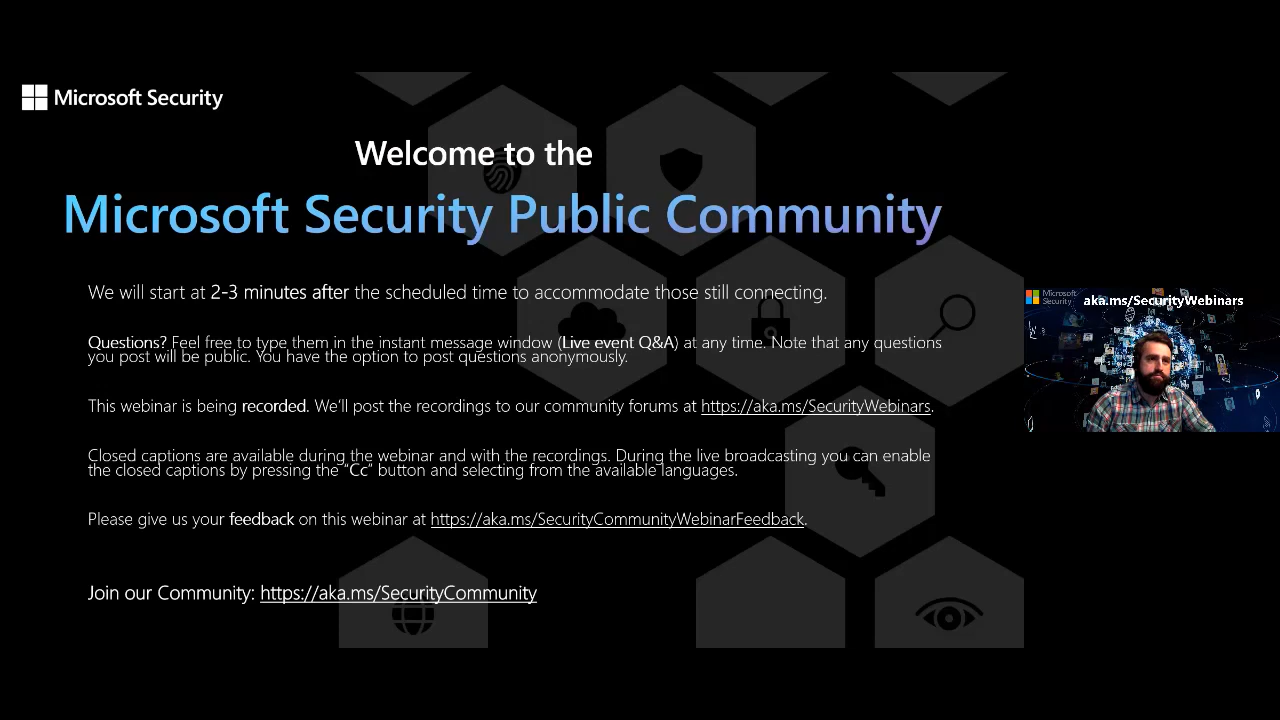 Microsoft Security
Welcome to the
Microsoft Security Public Community
We will start at 2-3 minutes after the scheduled time to accommodate those still connecting.
Questions? Feel free to type them in the instant message window (Live event Q&A) at any time. Note that any questions
you post will be public. You have the option to post questions anonymously.
This webinar is being recorded. We'll post the recordings to our community forums at https://aka.ms/SecurityWebinars.
Closed captions are available during the webinar and with the recordings. During the live broadcasting you can enable
the closed captions by pressing the “Cc” button and selecting from the available languages.
Please give us your feedback on this webinar at https://aka.ms/SecurityCommunityWebinarFeedback.
Join our Community: https://aka.ms/SecurityCommunity
Microsoft
Security
aka.ms/SecurityWebinars